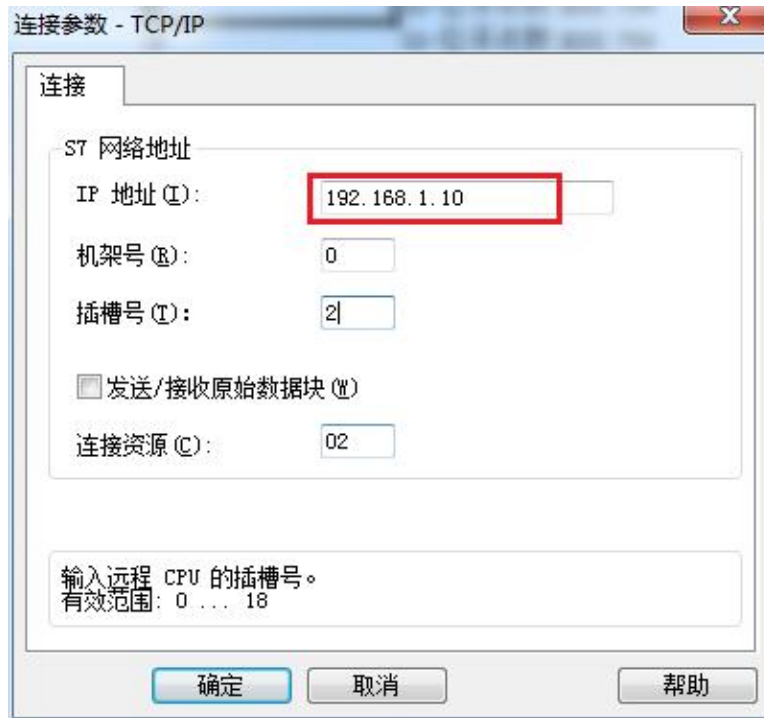 连接参数 - TCP/IP
连接
S7 网络地址
IP 地址(I):
192.168.1.10
机架号(R):
0
插槽号(T):
2
发送/接收原始数据块(W)
连接资源(C):
02
输入远程 CPU 的插槽号。
有效范围: 0 ... 18
确定
取消
帮助